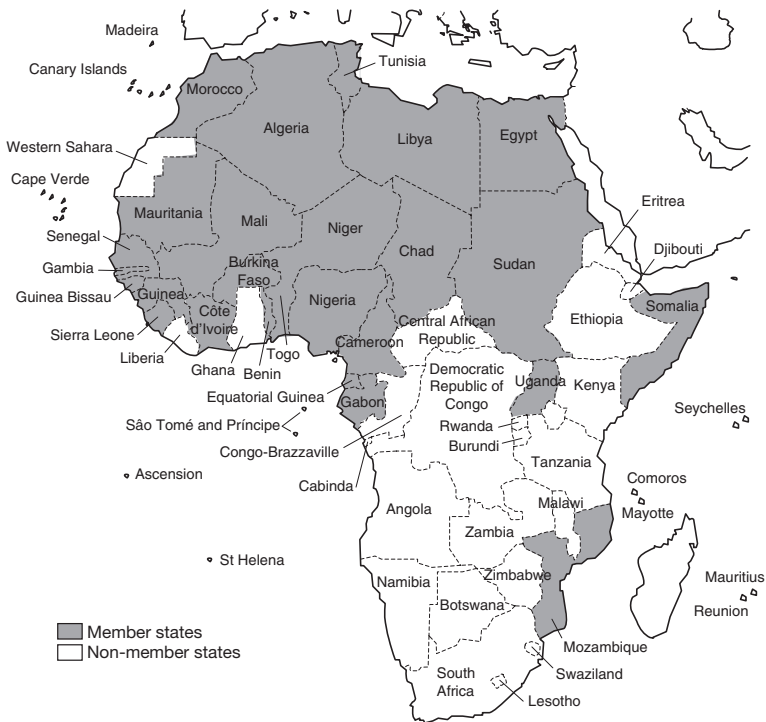 Madeira
Canary Islands
Tunisia
Morocco
Algeria
Libya
Egypt
Western Sahara
Cape Verde
Mauritania
Mali
Niger
Chad
Sudan
Eritrea
Djibouti
Senegal
Gambia
Guinea Bissau
Guinea
Burkina
Faso
Nigeria
Somalia
Ethiopia
Côte
d'Ivoire
Sierra Leone
Liberia
Ghana
Benin
Togo
Cameroon
Central African
Republic
Equatorial Guinea
Gabon
Democratic
Republic of
Congo
Uganda
Kenya
Seychelles
Sâo Tomé and Príncipe
Rwanda
Congo-Brazzaville
Burundi
Cabinda
Tanzania
Ascension
Comoros
Mayotte
Angola
Malawi
Zambia
St Helena
Namibia
Zimbabwe
Mauritius
Reunion
Botswana
Member states
Non-member states
Mozambique
Swaziland
South
Africa
Lesotho